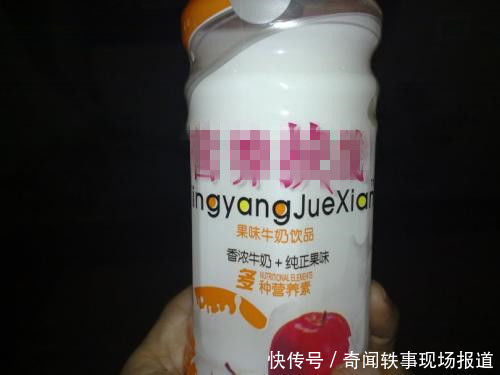 ingyangJueXian
果味牛奶饮品
香浓牛奶+纯正果味
多
NUTRITIONAL ELEMENTS
种营养素
快传号/奇闻轶事现场报道